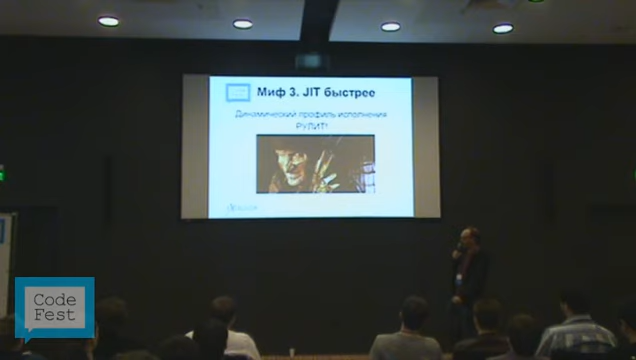 Миф 3. JIT быстрее
Динамический профиль исполнения
РУЛИТ!
Code
Fest